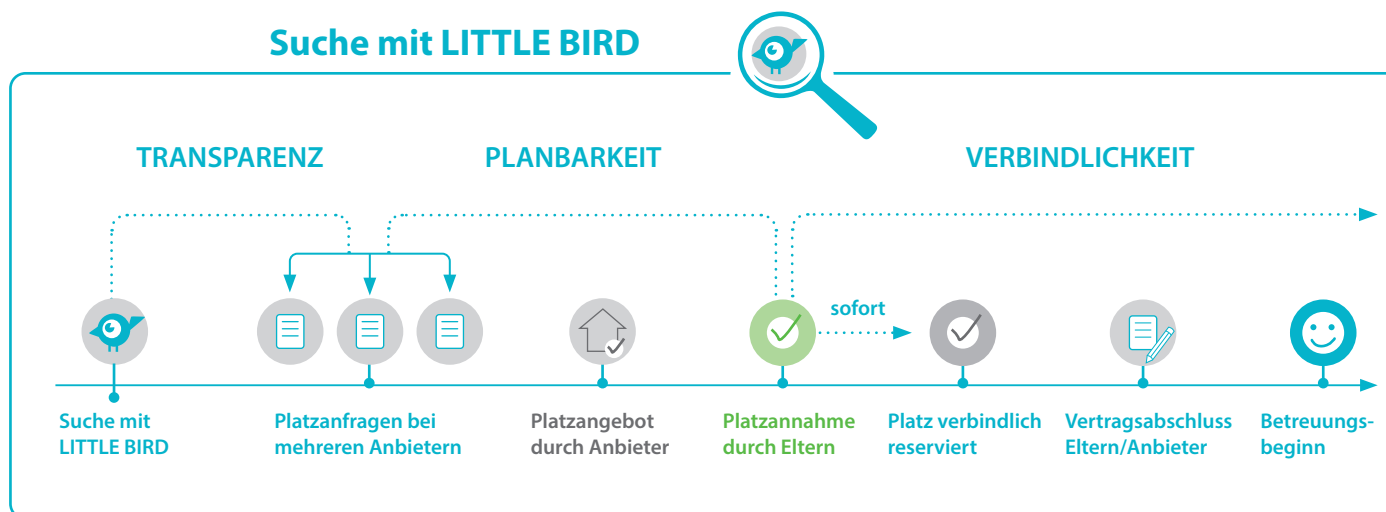 Suche mit LITTLE BIRD
TRANSPARENZ
PLANBARKEIT
VERBINDLICHKEIT
sofort
Suche mit
LITTLE BIRD
Platzanfragen bei
mehreren Anbietern
Platzangebot
durch Anbieter
Platzannahme
durch Eltern
Platz verbindlich
reserviert
Vertragsabschluss
Eltern/Anbieter
Betreuungs-
beginn